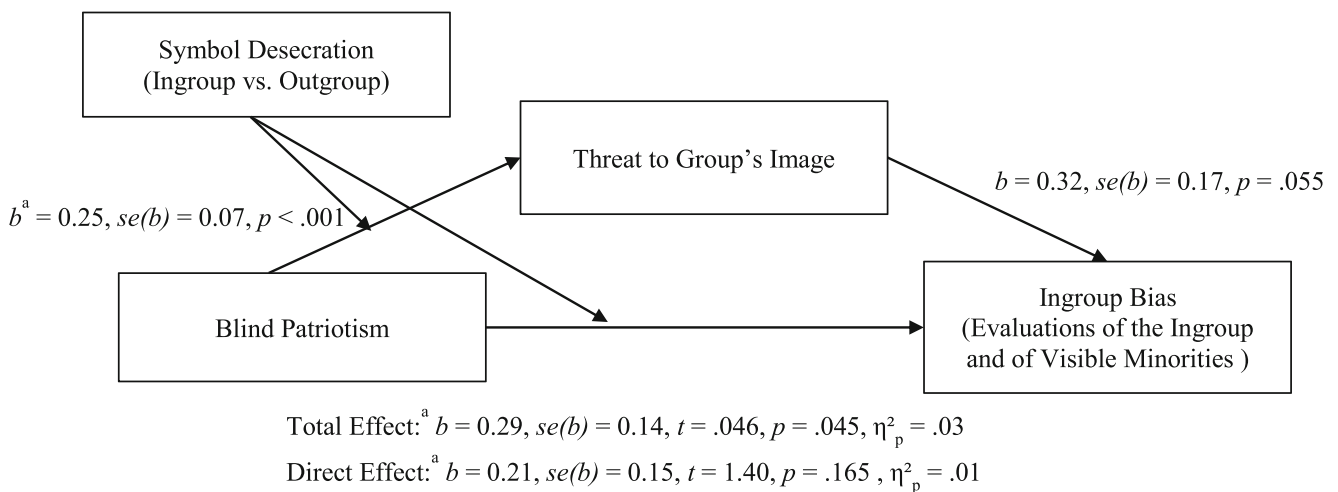 Symbol Desecration
(Ingroup vs. Outgroup)
Threat to Group’s Image
b = 0.32, se(b) = 0.17, p = .055
bᵃ = 0.25, se(b) = 0.07, p < .001
Blind Patriotism
Ingroup Bias
(Evaluations of the Ingroup
and of Visible Minorities )
Total Effect:ᵃ b = 0.29, se(b) = 0.14, t = .046, p = .045, η²ₚ = .03
Direct Effect:ᵃ b = 0.21, se(b) = 0.15, t = 1.40, p = .165 , η²ₚ = .01